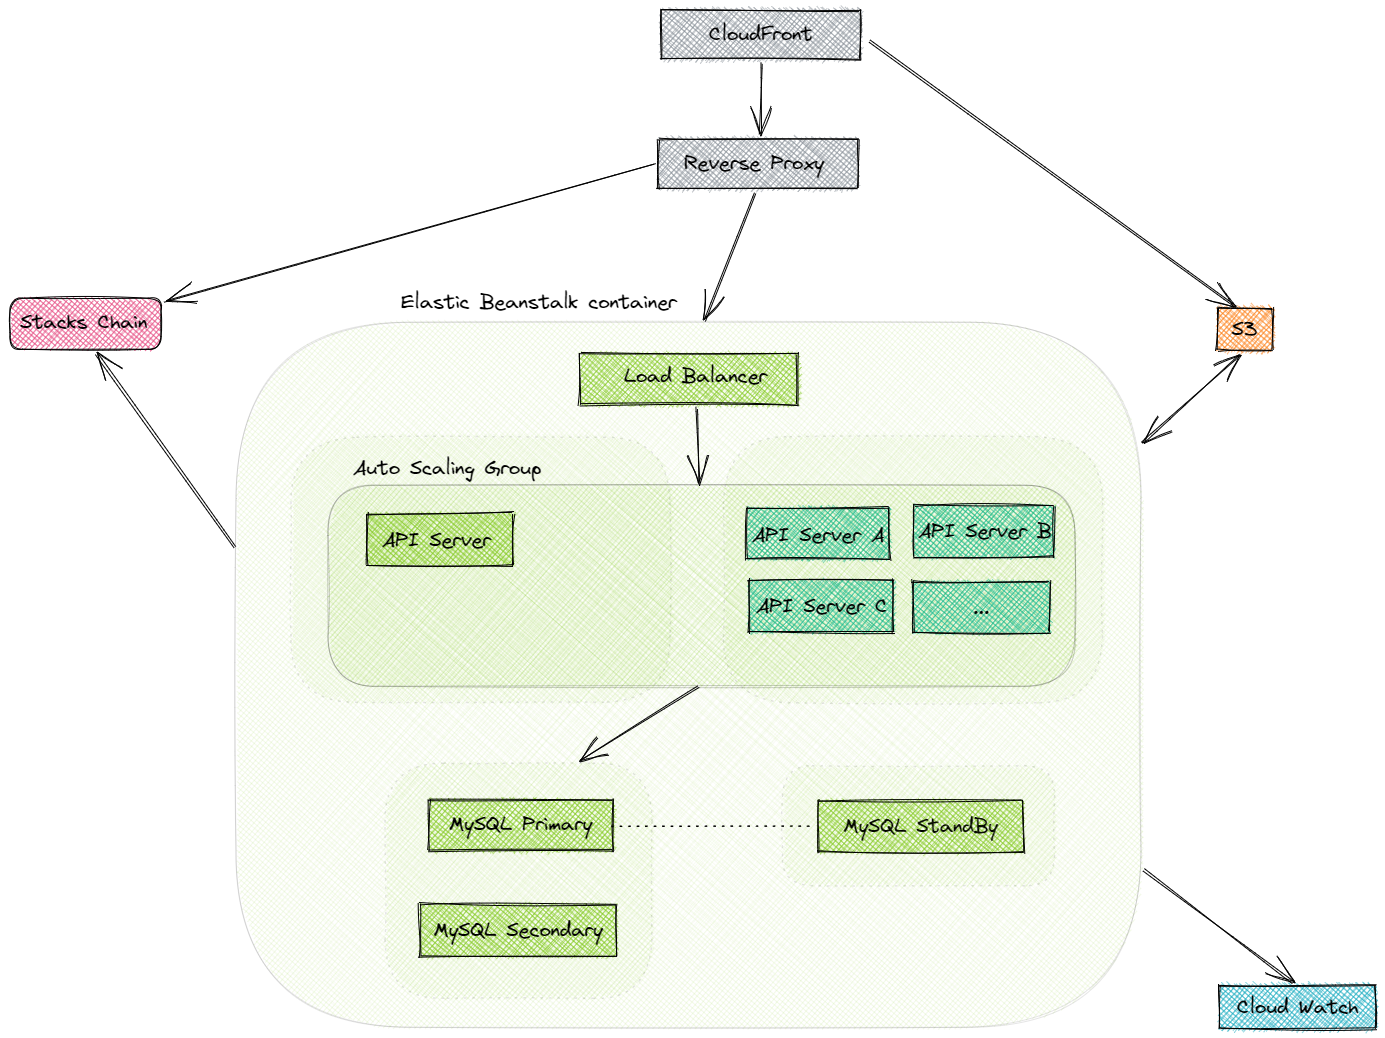 CloudFront
Reverse Proxy
Elastic Beanstalk container
Stacks Chain
S3
Load Balancer
Auto Scaling Group
API Server
API Server A
API Server B
API Server C
...
MySQL Primary
MySQL StandBy
MySQL Secondary
Cloud Watch